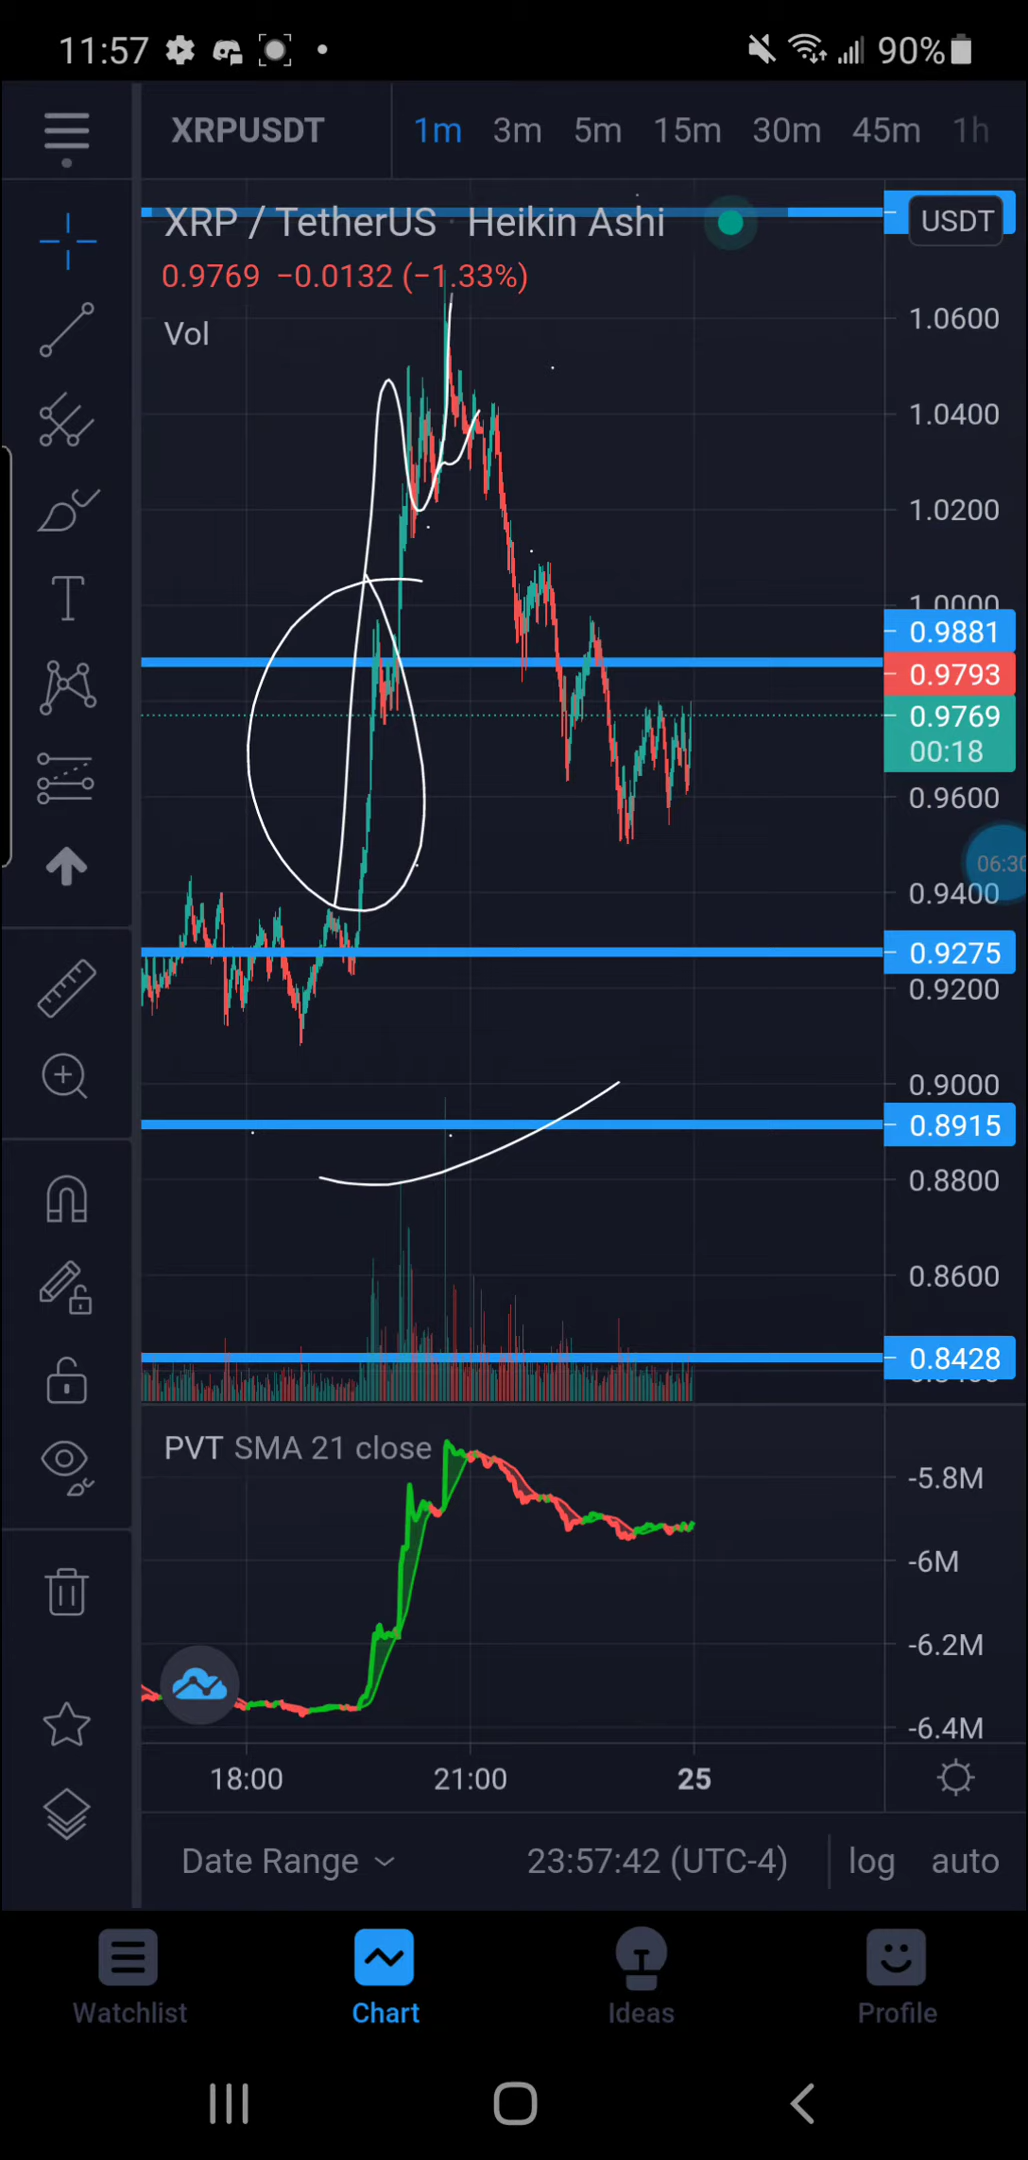 11:57 90%
XRPUSDT 1m 3m 5m 15m 30m 45m 1h
XRP / TetherUS · Heikin Ashi USDT
0.9769 −0.0132 (−1.33%)
Vol
1.0600
1.0400
1.0200
1.0000
0.9881
0.9793
0.9769
00:18
0.9600
06:30
0.9400
0.9275
0.9200
0.9000
0.8915
0.8800
0.8600
0.8428
PVT SMA 21 close
-5.8M
-6M
-6.2M
-6.4M
18:00 21:00 25
Date Range 23:57:42 (UTC-4) log auto
Watchlist Chart Ideas Profile